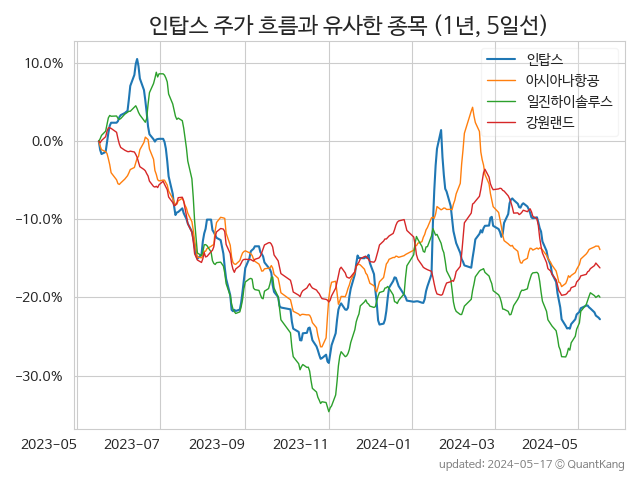 인탑스 주가 흐름과 유사한 종목 (1년, 5일선)
인탑스
아시아나항공
일진하이솔루스
강원랜드
10.0%
0.0%
−10.0%
−20.0%
−30.0%
2023−05
2023−07
2023−09
2023−11
2024−01
2024−03
2024−05
updated: 2024−05−17 © QuantKang